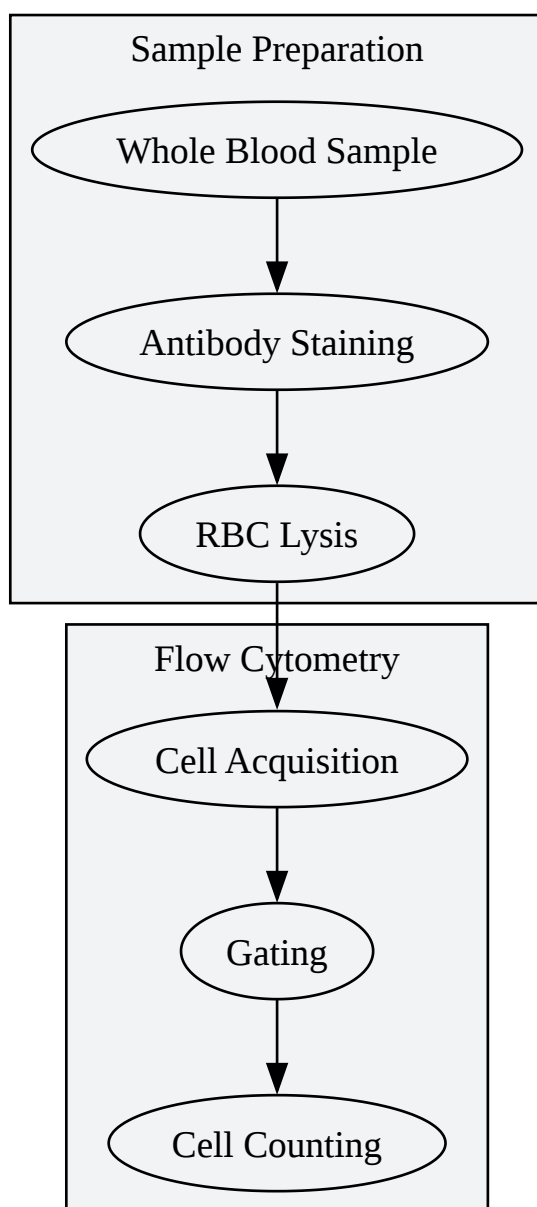 Sample Preparation
Whole Blood Sample
Antibody Staining
RBC Lysis
Flow Cytometry
Cell Acquisition
Gating
Cell Counting